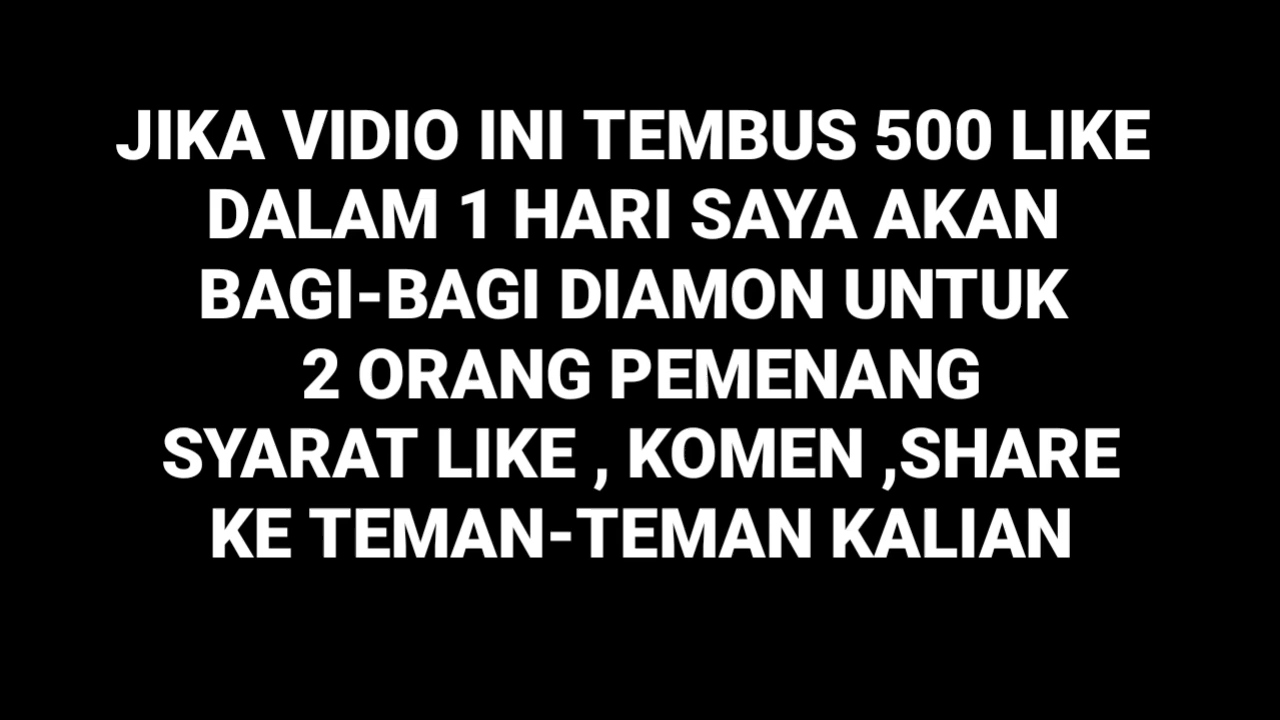 JIKA VIDIO INI TEMBUS 500 LIKE
DALAM 1 HARI SAYA AKAN
BAGI-BAGI DIAMON UNTUK
2 ORANG PEMENANG
SYARAT LIKE , KOMEN ,SHARE
KE TEMAN-TEMAN KALIAN